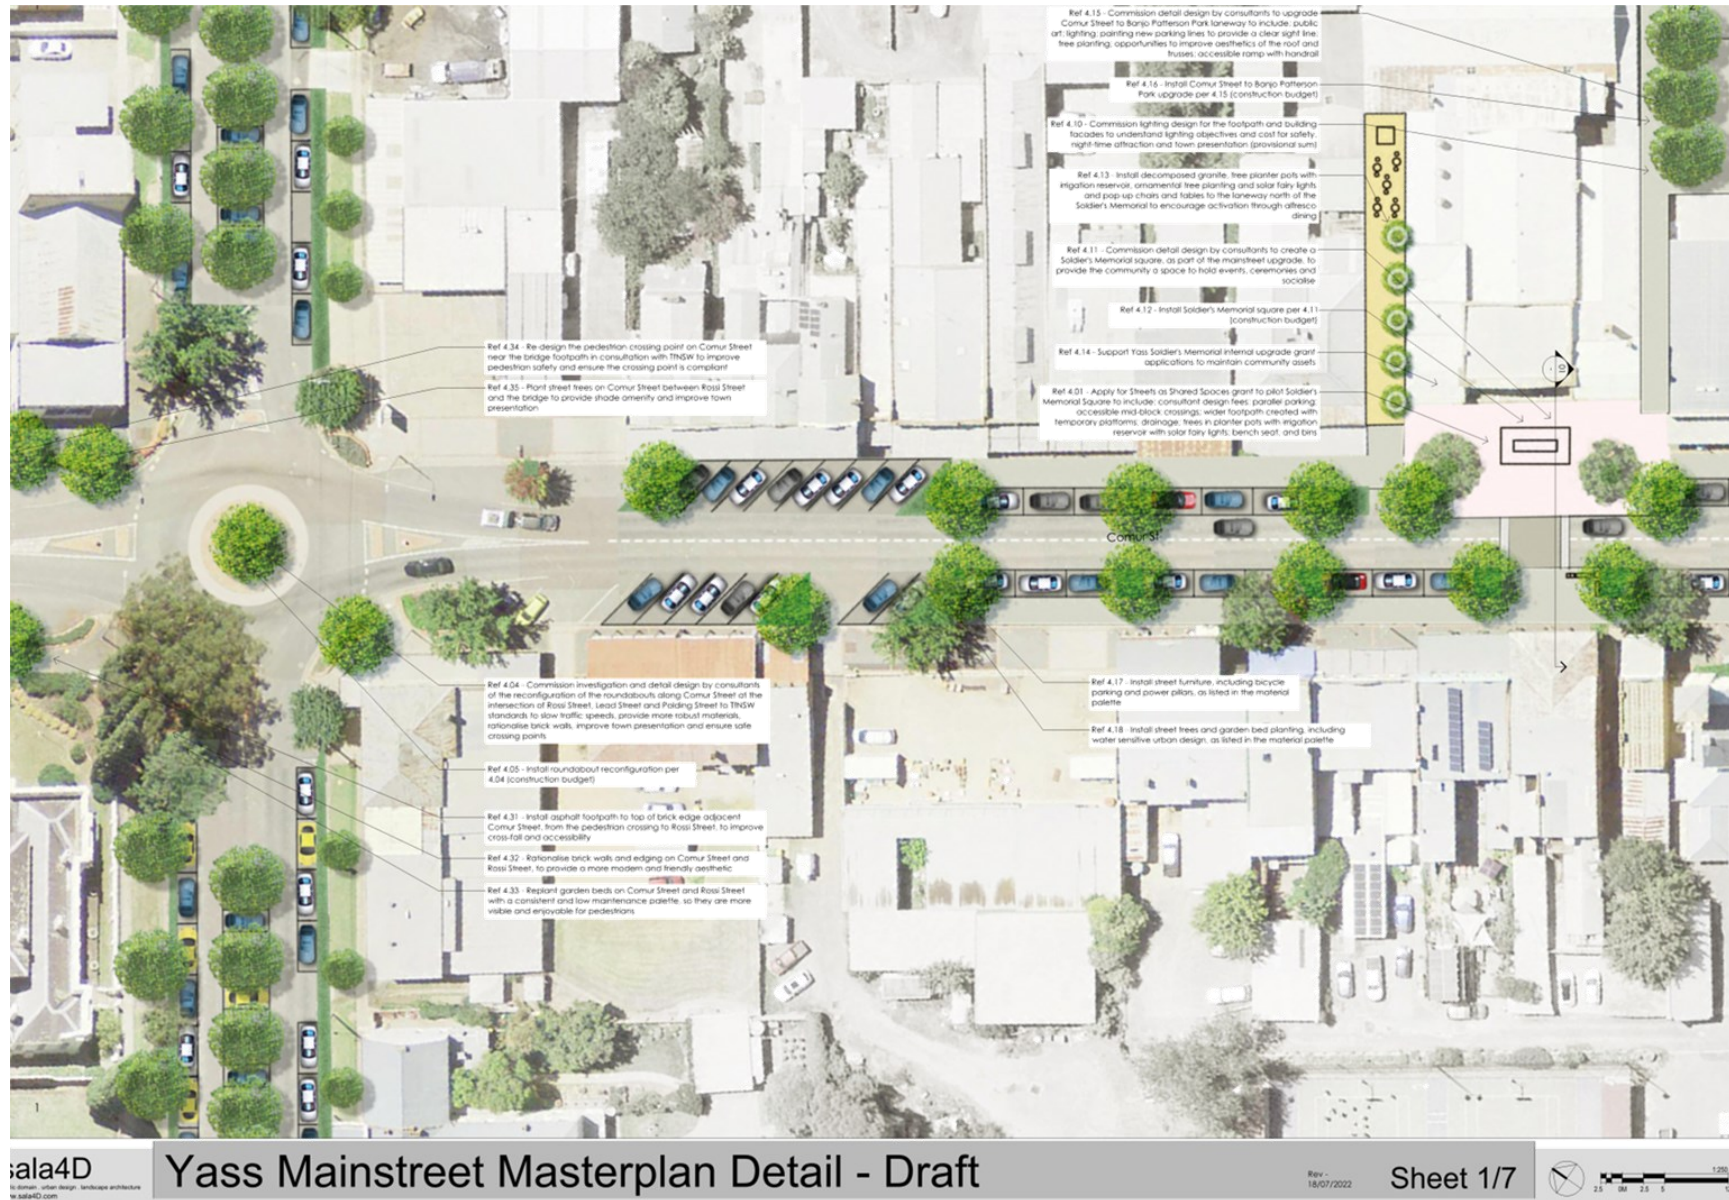 Ref 4.15 - Commission detail design by consultants to upgrade
Comur Street to Banjo Patterson Park laneway to include: public
art; lighting; painting new parking lines to provide a clear sight line;
tree planting; opportunities to improve aesthetics of the roof and
trusses; accessible ramp with handrail
Ref 4.16 - Install Comur Street to Banjo Patterson
Park upgrade per 4.15 (construction budget)
Ref 4.10 - Commission lighting design for the footpath and building
facades to understand lighting objectives and cost for safety,
night-time attraction and town presentation (provisional sum)
Ref 4.13 - Install decomposed granite, tree planter pots with
irrigation reservoir, ornamental tree planting and solar fairy lights
and pop-up chairs and tables to the laneway north of the
Soldier's Memorial to encourage activation through alfresco
dining
Ref 4.11 - Commission detail design by consultants to create a
Soldier's Memorial square, as part of the mainstreet upgrade, to
provide the community a space to hold events, ceremonies and
socialise
Ref 4.12 - Install Soldier's Memorial square per 4.11
(construction budget)
Ref 4.14 - Support Yass Soldier's Memorial internal upgrade grant
applications to maintain community assets
Ref 4.01 - Apply for Streets as Shared Spaces grant to pilot Soldier's
Memorial Square to include: consultant design fees; parallel parking;
accessible mid-block crossings; wider footpath created with
temporary platforms; drainage; trees in planter pots with irrigation
reservoir with solar fairy lights; bench seat, and bins
Ref 4.34 - Re-design the pedestrian crossing point on Comur Street
near the bridge footpath in consultation with TfNSW to improve
pedestrian safety and ensure the crossing point is compliant
Ref 4.35 - Plant street trees on Comur Street between Rossi Street
and the bridge to provide shade amenity and improve town
presentation
01
Comur St
Ref 4.04 - Commission investigation and detail design by consultants
of the reconfiguration of the roundabouts along Comur Street at the
intersection of Rossi Street, Lead Street and Polding Street to TfNSW
standards to slow traffic speeds, provide more robust materials,
rationalise brick walls, improve town presentation and ensure safe
crossing points
Ref 4.05 - Install roundabout reconfiguration per
4.04 (construction budget)
Ref 4.31 - Install asphalt footpath to top of brick edge adjacent
Comur Street, from the pedestrian crossing to Rossi Street, to improve
cross-fall and accessibility
Ref 4.32 - Rationalise brick walls and edging on Comur Street and
Rossi Street, to provide a more modern and friendly aesthetic
Ref 4.33 - Replant garden beds on Comur Street and Rossi Street
with a consistent and low maintenance palette, so they are more
visible and enjoyable for pedestrians
Ref 4.17 - Install street furniture, including bicycle
parking and power pillars, as listed in the material
palette
Ref 4.18 - Install street trees and garden bed planting, including
water sensitive urban design, as listed in the material palette
1
sala4D
domain . urban design . landscape architecture
w.sala4D.com
Yass Mainstreet Masterplan Detail - Draft
Rev -
18/07/2022
Sheet 1/7
1:250
2.5 0M 2.5 5